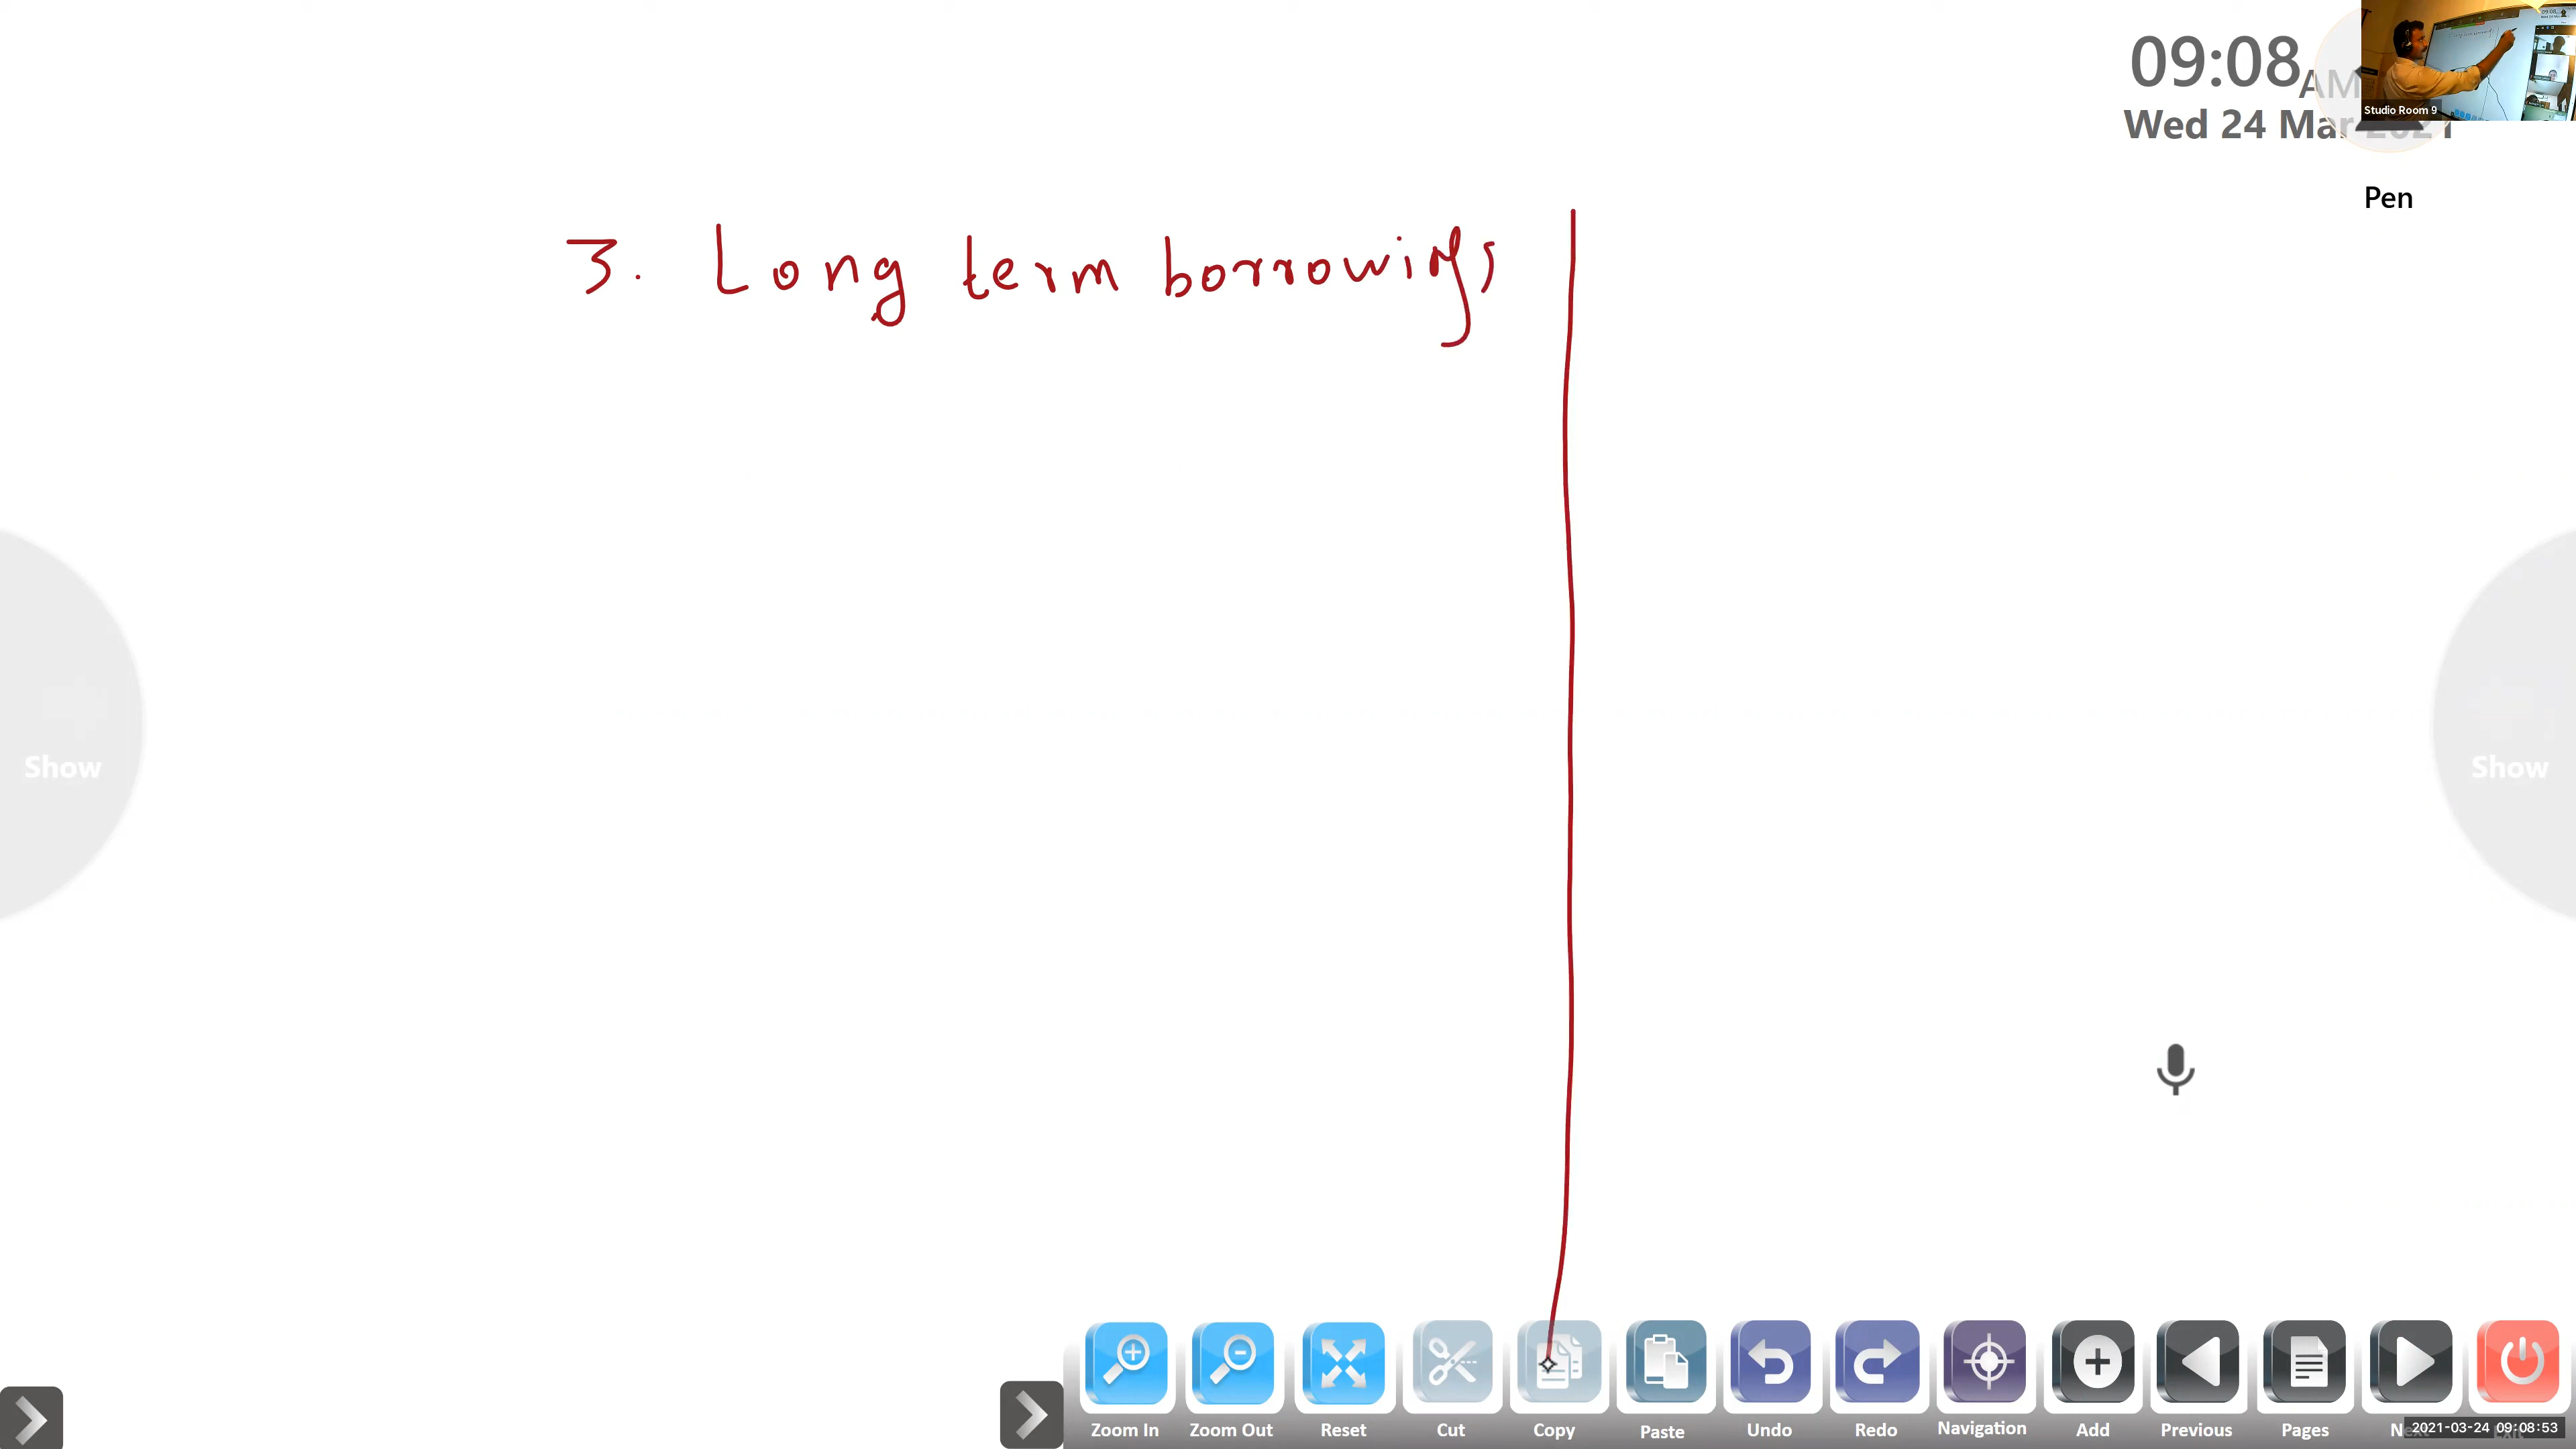 09:08 AM
Wed 24 Mar 2021
Studio Room 9
Pen
3. Long term borrowings
Show
Show
Zoom In Zoom Out Reset Cut Copy Paste Undo Redo Navigation Add Previous Pages
2021-03-24 09:08:53